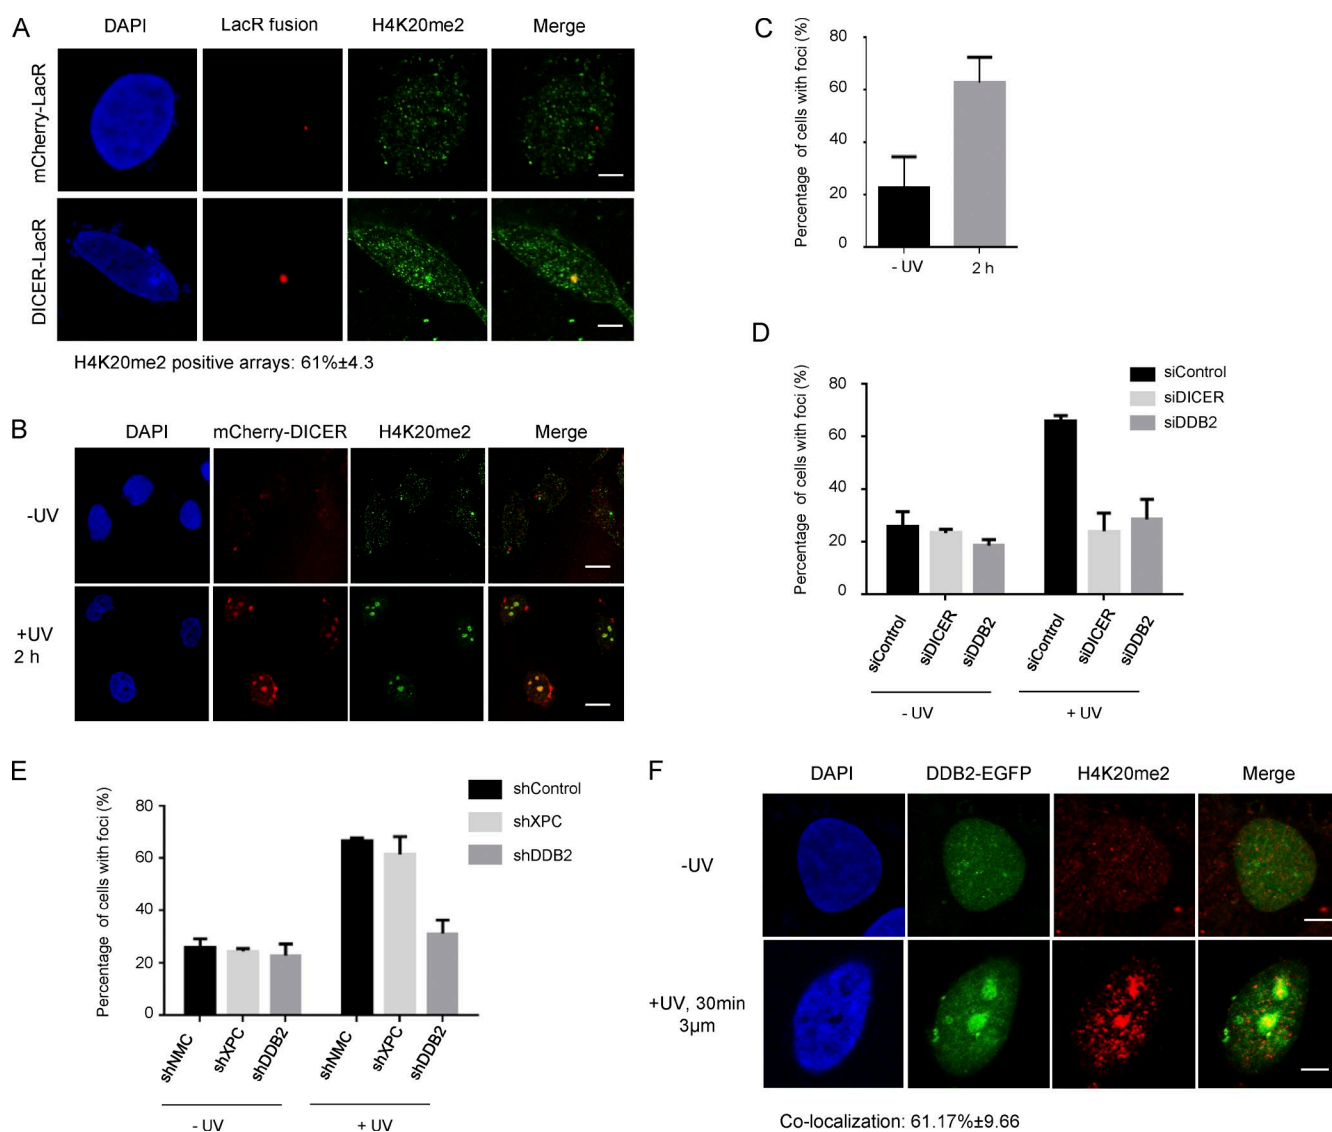 A
DAPI LacR fusion H4K20me2 Merge
mCherry-LacR
DICER-LacR
H4K20me2 positive arrays: 61%±4.3
B
DAPI mCherry-DICER H4K20me2 Merge
-UV
+UV
2 h
C
Percentage of cells with foci (%)
80
60
40
20
0
- UV 2 h
D
Percentage of cells with foci (%)
80
60
40
20
0
siControl
siDICER
siDDB2
siControl siDICER siDDB2 siControl siDICER siDDB2
- UV + UV
E
Percentage of cells with foci (%)
80
60
40
20
0
shControl
shXPC
shDDB2
shNMC shXPC shDDB2 shNMC shXPC shDDB2
- UV + UV
F
DAPI DDB2-EGFP H4K20me2 Merge
-UV
+UV, 30min
3µm
Co-localization: 61.17%±9.66